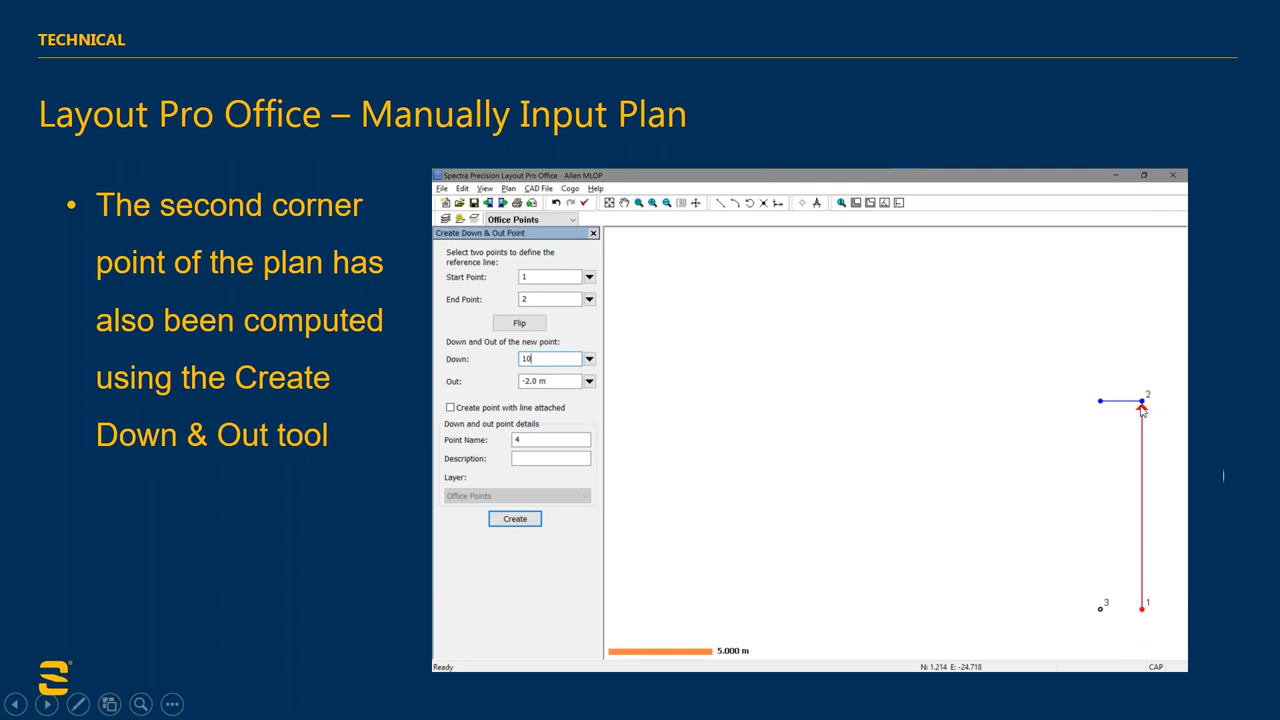 TECHNICAL
Layout Pro Office – Manually Input Plan
• The second corner
point of the plan has
also been computed
using the Create
Down & Out tool
Spectra Precision Layout Pro Office - Allen MLOP
File Edit View Plan CAD File Cogo Help
Office Points
Create Down & Out Point
Select two points to define the
reference line:
Start Point: 1
End Point: 2
Flip
Down and Out of the new point:
Down: 10
Out: -2.0 m
Create point with line attached
Down and out point details
Point Name: 4
Description:
Layer:
Office Points
Create
2
3 1
5.000 m
Ready N: 1.214 E: -24.718 CAP